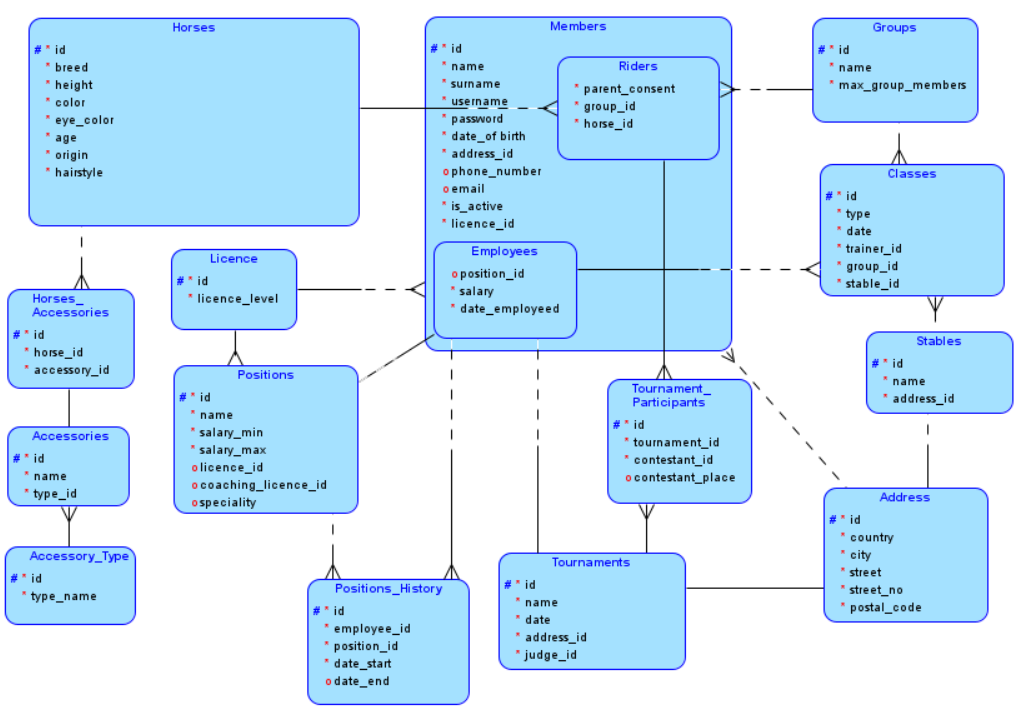 Horses
# * id
* breed
* height
* color
* eye_color
* age
* origin
* hairstyle
Members
# * id
* name
* surname
* username
* password
* date_of birth
* address_id
o phone_number
o email
* is_active
* licence_id
Riders
* parent_consent
* group_id
* horse_id
Employees
o position_id
* salary
* date_employeed
Groups
# * id
* name
* max_group_members
Classes
# * id
* type
* date
* trainer_id
* group_id
* stable_id
Licence
# * id
* licence_level
Horses_
Accessories
# * id
* horse_id
* accessory_id
Stables
# * id
* name
* address_id
Positions
# * id
* name
* salary_min
* salary_max
o licence_id
o coaching_licence_id
o speciality
Tournament_
Participants
# * id
* tournament_id
* contestant_id
o contestant_place
Accessories
# * id
* name
* type_id
Address
# * id
* country
* city
* street
* street_no
* postal_code
Accessory_Type
# * id
* type_name
Positions_History
# * id
* employee_id
* position_id
* date_start
o date_end
Tournaments
# * id
* name
* date
* address_id
* judge_id